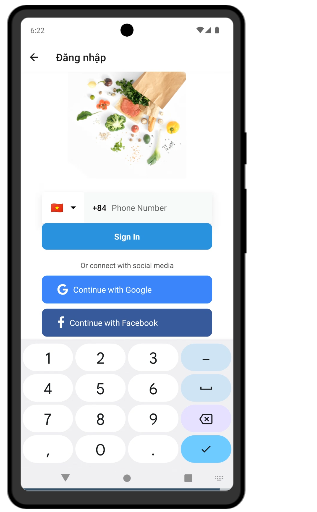 6:22
Đăng nhập
+84 Phone Number
Sign In
Or connect with social media
G Continue with Google
f Continue with Facebook
1 2 3 –
4 5 6
7 8 9
, 0 .